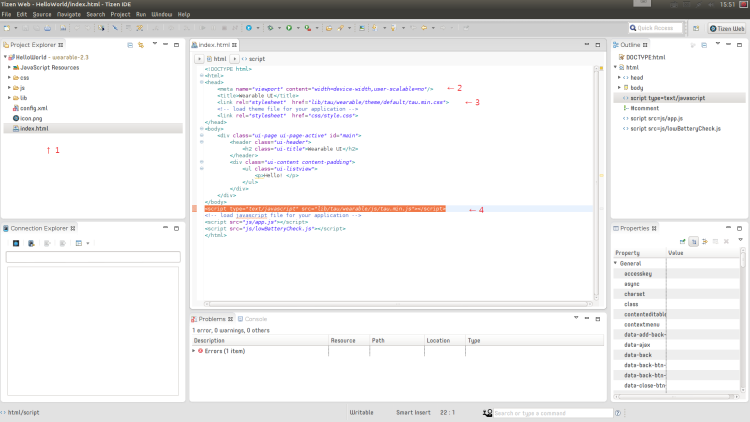 Tizen Web - HelloWorld/index.html - Tizen IDE
15:51
File Edit Source Navigate Search Project Run Window Help
Quick Access
Tizen Web
Project Explorer
HelloWorld - wearable-2.3
JavaScript Resources
css
js
lib
config.xml
icon.png
index.html
↑ 1
index.html
html script
<!DOCTYPE html>
<html>
<head>
<meta name="viewport" content="width=device-width,user-scalable=no"/>
← 2
<title>Wearable UI</title>
<link rel="stylesheet" href="lib/tau/wearable/theme/default/tau.min.css">
← 3
<!-- load theme file for your application -->
<link rel="stylesheet" href="css/style.css">
</head>
<body>
<div class="ui-page ui-page-active" id="main">
<header class="ui-header">
<h2 class="ui-title">Wearable UI</h2>
</header>
<div class="ui-content content-padding">
<ul class="ui-listview">
<p>Hello! </p>
</ul>
</div>
</div>
</body>
<script type="text/javascript" src="lib/tau/wearable/js/tau.min.js"></script>
← 4
<!-- load javascript file for your application -->
<script src="js/app.js"></script>
<script src="js/lowBatteryCheck.js"></script>
</html>
Outline
DOCTYPE:html
html
head
body
script type=text/javascript
#comment
script src=js/app.js
script src=js/lowBatteryCheck.js
Connection Explorer
Problems
Console
1 error, 0 warnings, 0 others
Description Resource Path Location Type
Errors (1 item)
Properties
Property Value
General
accesskey
async
charset
class
contenteditabl
contextmenu
data-add-back-
data-ajax
data-back
data-back-btn-
data-back-btn-
data-close-btn
html/script
Writable
Smart Insert
22 : 1
Search or type a command